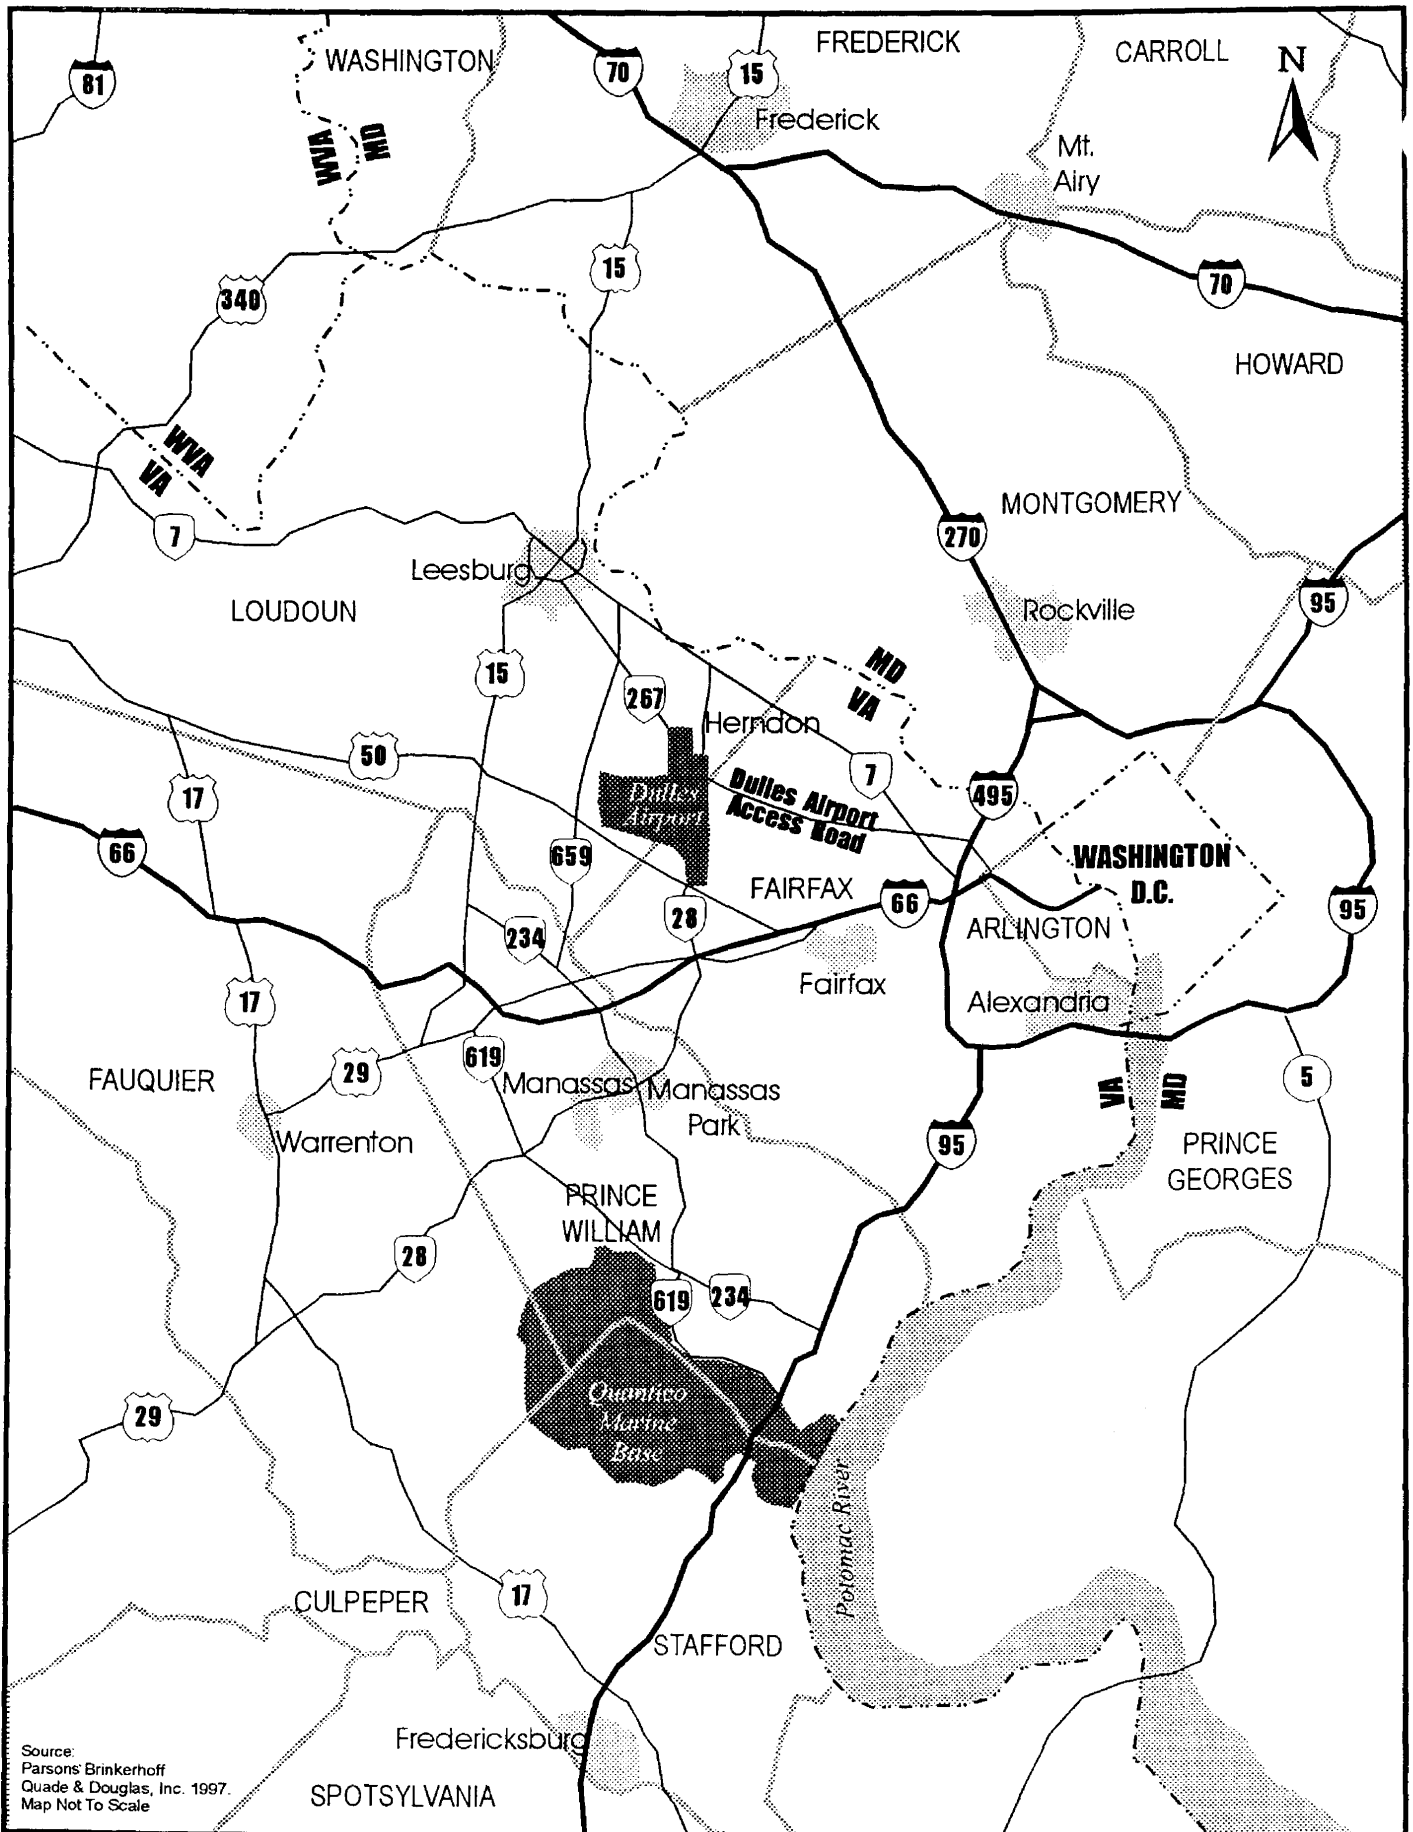 WASHINGTON
FREDERICK
CARROLL
N
81
70
15
Frederick
WVA
MD
Mt.
Airy
15
340
70
HOWARD
WVA
VA
7
MONTGOMERY
270
Leesburg
LOUDOUN
Rockville
95
15
267
MD
VA
Herndon
50
7
17
Dulles
Airport
Dulles Airport
Access Road
495
66
659
WASHINGTON
D.C.
FAIRFAX
66
95
28
234
ARLINGTON
Fairfax
Alexandria
17
29
619
FAUQUIER
Manassas
Manassas
Park
VA
MD
5
Warrenton
95
PRINCE
GEORGES
PRINCE
WILLIAM
28
619
234
29
Quantico
Marine
Base
Potomac River
17
CULPEPER
STAFFORD
Fredericksburg
SPOTSYLVANIA
Source:
Parsons Brinkerhoff
Quade & Douglas, Inc. 1997.
Map Not To Scale